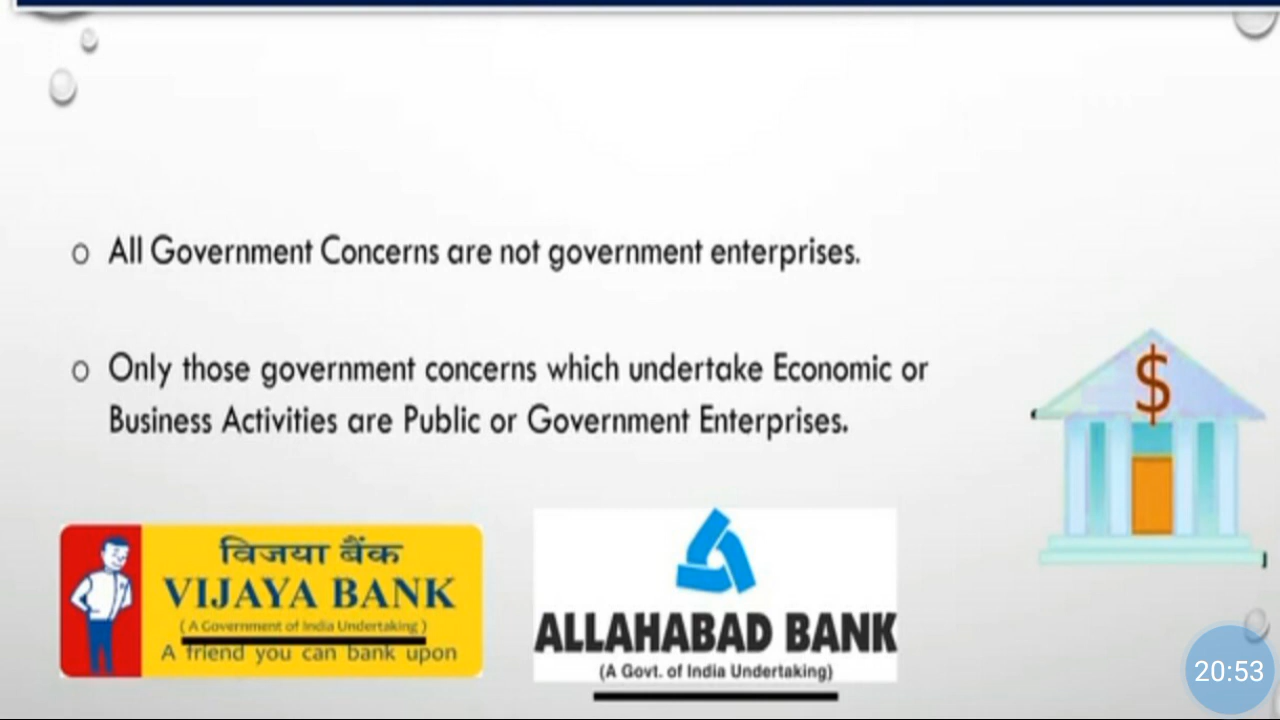 o All Government Concerns are not government enterprises.
o Only those government concerns which undertake Economic or
Business Activities are Public or Government Enterprises.
विजया बैंक
VIJAYA BANK
( A Government of India Undertaking )
A friend you can bank upon
ALLAHABAD BANK
(A Govt. of India Undertaking)
$
20:53